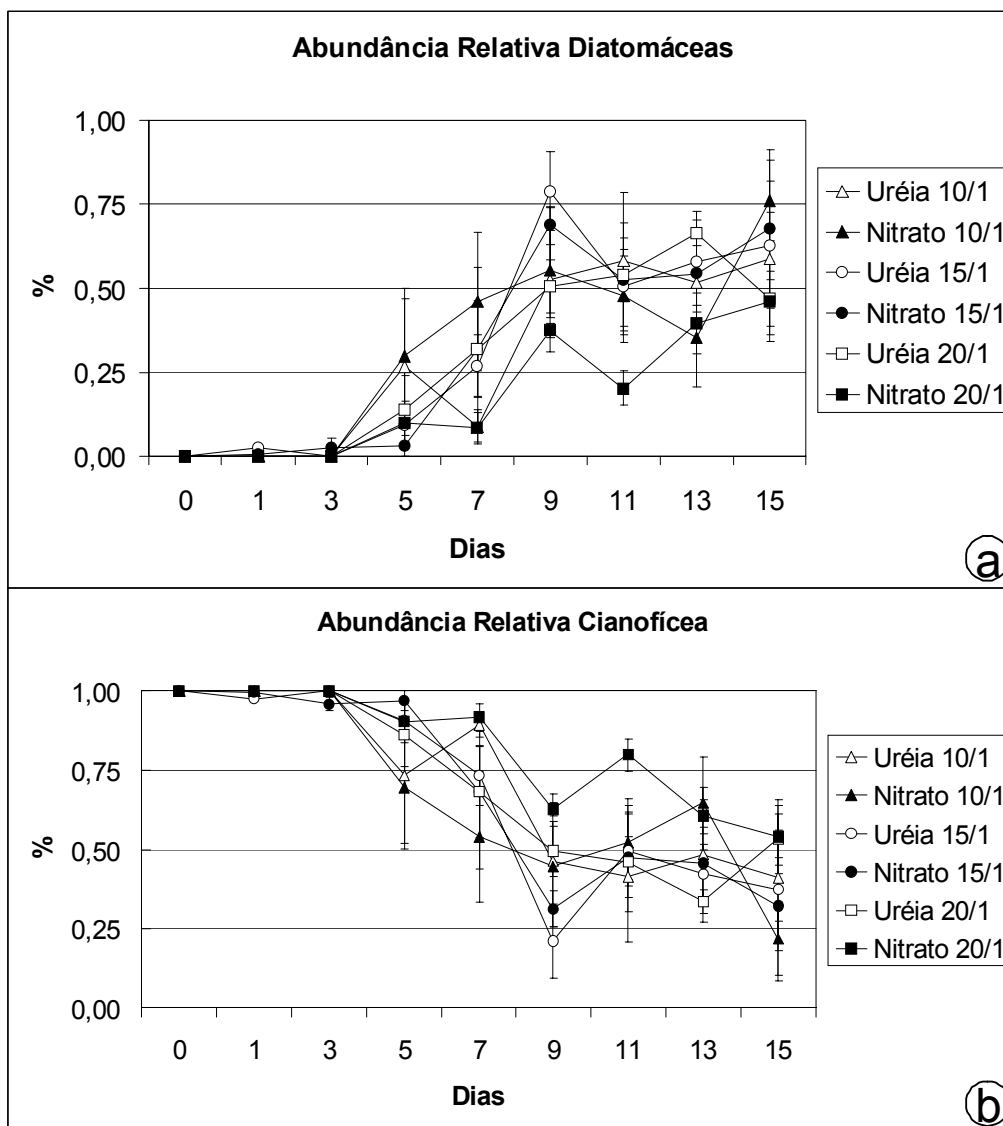 Abundância Relativa Diatomáceas
1,00
0,75
0,50
0,25
0,00
%
0 1 3 5 7 9 11 13 15
Dias
Uréia 10/1
Nitrato 10/1
Uréia 15/1
Nitrato 15/1
Uréia 20/1
Nitrato 20/1
a
Abundância Relativa Cianofícea
1,00
0,75
0,50
0,25
0,00
%
0 1 3 5 7 9 11 13 15
Dias
Uréia 10/1
Nitrato 10/1
Uréia 15/1
Nitrato 15/1
Uréia 20/1
Nitrato 20/1
b